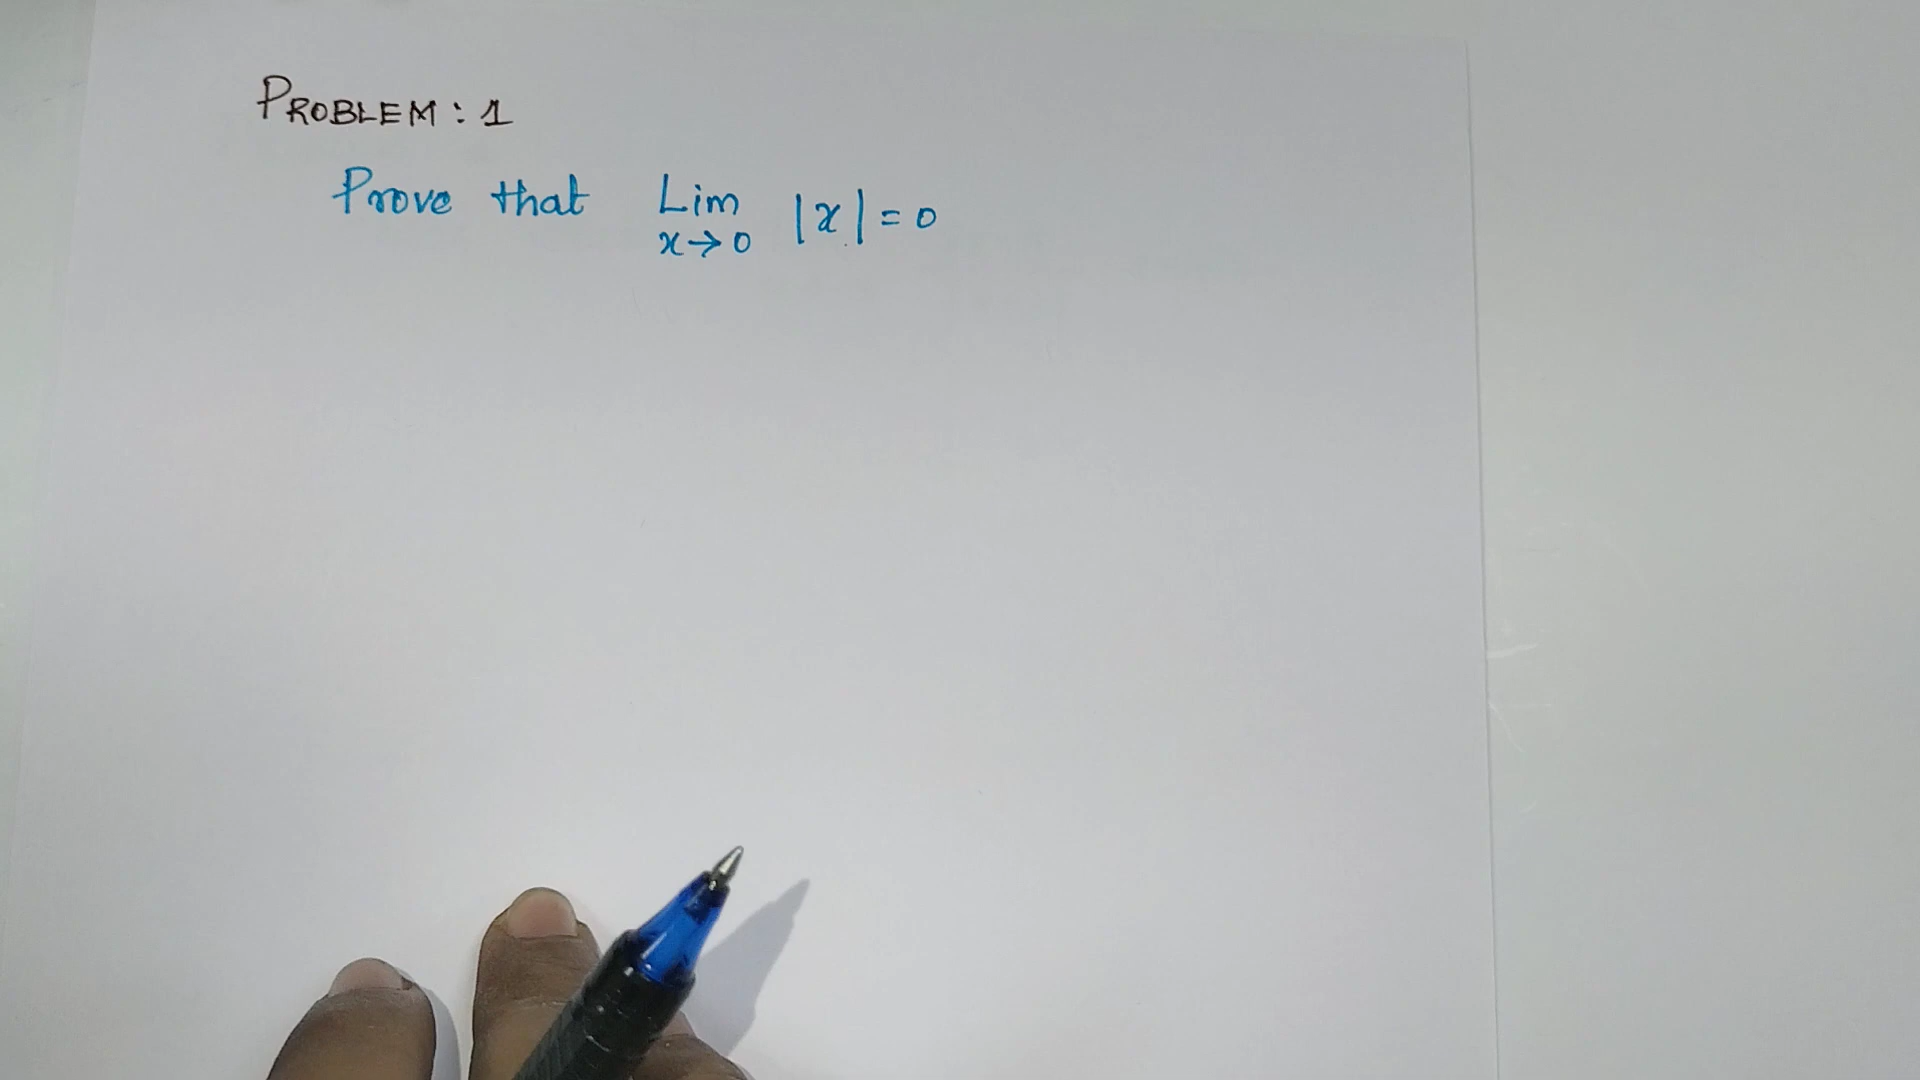 PROBLEM: 1
Prove that Lim |x| = 0
x→0